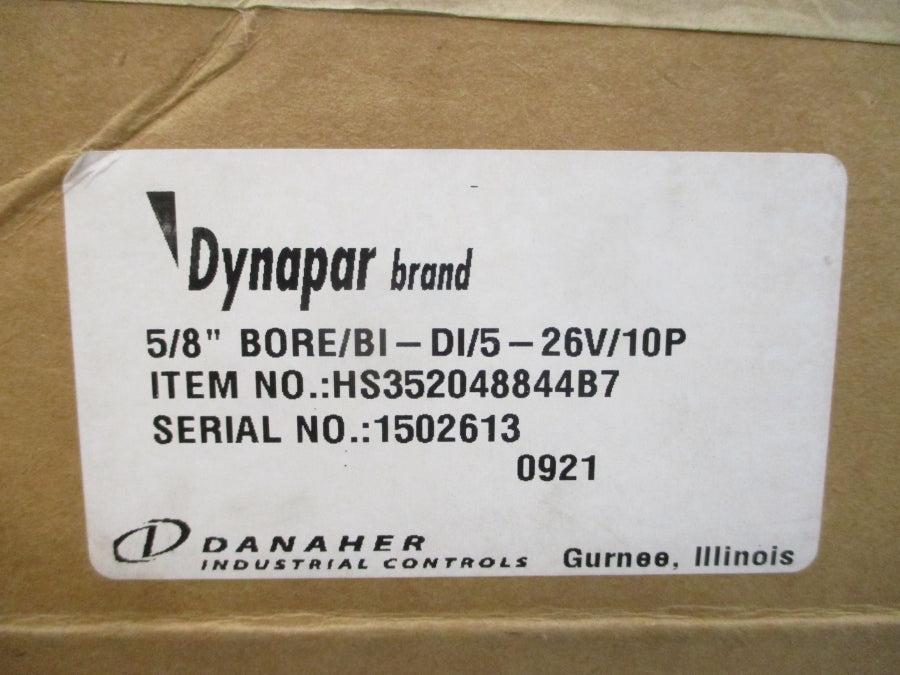 Dynapar brand
5/8" BORE/BI-DI/5-26V/10P
ITEM NO.:HS352048844B7
SERIAL NO.:1502613
0921
DANAHER
INDUSTRIAL CONTROLS Gurnee, Illinois